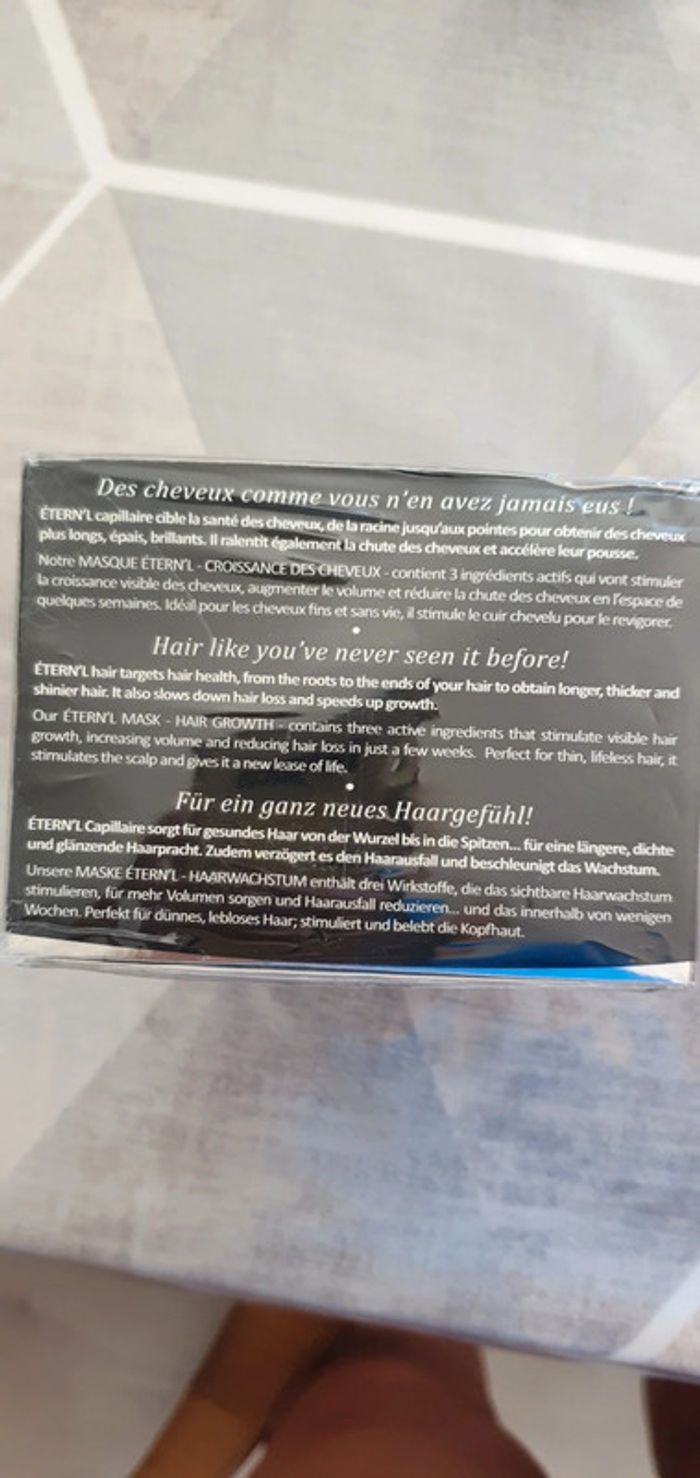 Des cheveux comme vous n'en avez jamais eus !
ÉTERN'L capillaire cible la santé des cheveux, de la racine jusqu'aux pointes pour obtenir des cheveux
plus longs, épais, brillants. Il ralentit également la chute des cheveux et accélère leur pousse.
Notre MASQUE ÉTERN'L - CROISSANCE DES CHEVEUX - contient 3 ingrédients actifs qui vont stimuler
la croissance visible des cheveux, augmenter le volume et réduire la chute des cheveux en l'espace de
quelques semaines. Idéal pour les cheveux fins et sans vie, il stimule le cuir chevelu pour le revigorer.
•
Hair like you've never seen it before!
ÉTERN'L hair targets hair health, from the roots to the ends of your hair to obtain longer, thicker and
shinier hair. It also slows down hair loss and speeds up growth.
Our ÉTERN'L MASK - HAIR GROWTH - contains three active ingredients that stimulate visible hair
growth, increasing volume and reducing hair loss in just a few weeks. Perfect for thin, lifeless hair, it
stimulates the scalp and gives it a new lease of life.
•
Für ein ganz neues Haargefühl!
ÉTERN'L Capillaire sorgt für gesundes Haar von der Wurzel bis in die Spitzen... für eine längere, dichte
und glänzende Haarpracht. Zudem verzögert es den Haarausfall und beschleunigt das Wachstum.
Unsere MASKE ÉTERN'L - HAARWACHSTUM enthält drei Wirkstoffe, die das sichtbare Haarwachstum
stimulieren, für mehr Volumen sorgen und Haarausfall reduzieren... und das innerhalb von wenigen
Wochen. Perfekt für dünnes, lebloses Haar; stimuliert und belebt die Kopfhaut.